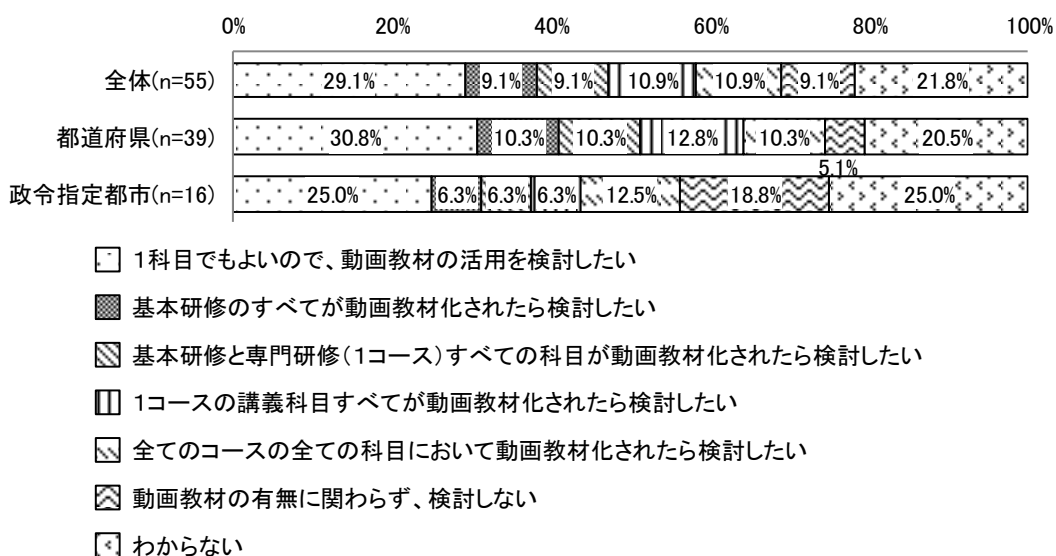 0% 20% 40% 60% 80% 100%
全体(n=55) 29.1% 9.1% 9.1% 10.9% 10.9% 9.1% 21.8%
都道府県(n=39) 30.8% 10.3% 10.3% 12.8% 10.3% 20.5%
5.1%
政令指定都市(n=16) 25.0% 6.3% 6.3% 6.3% 12.5% 18.8% 25.0%
1科目でもよいので、動画教材の活用を検討したい
基本研修のすべてが動画教材化されたら検討したい
基本研修と専門研修(1コース)すべての科目が動画教材化されたら検討したい
1コースの講義科目すべてが動画教材化されたら検討したい
全てのコースの全ての科目において動画教材化されたら検討したい
動画教材の有無に関わらず、検討しない
わからない